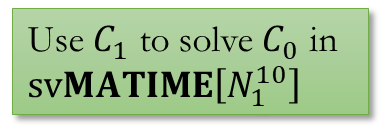 Use 𝐶₁ to solve 𝐶₀ in
sv𝐌𝐀𝐓𝐈𝐌𝐄[𝑁₁¹⁰]